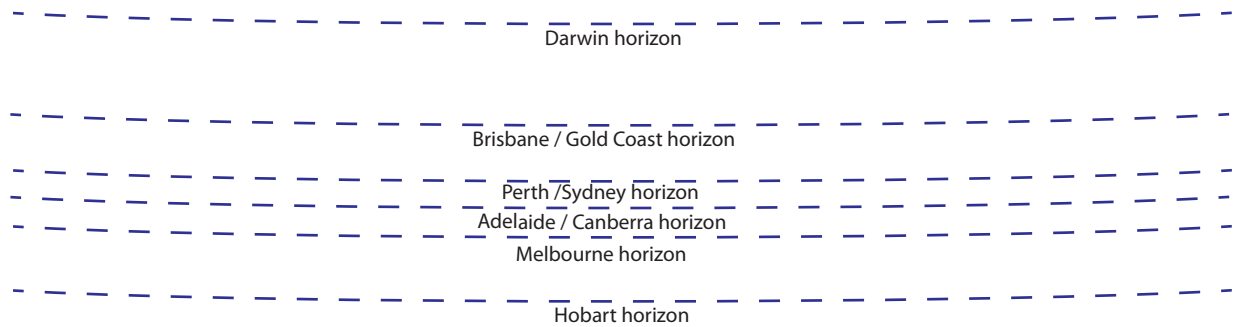 Darwin horizon
Brisbane / Gold Coast horizon
Perth /Sydney horizon
Adelaide / Canberra horizon
Melbourne horizon
Hobart horizon